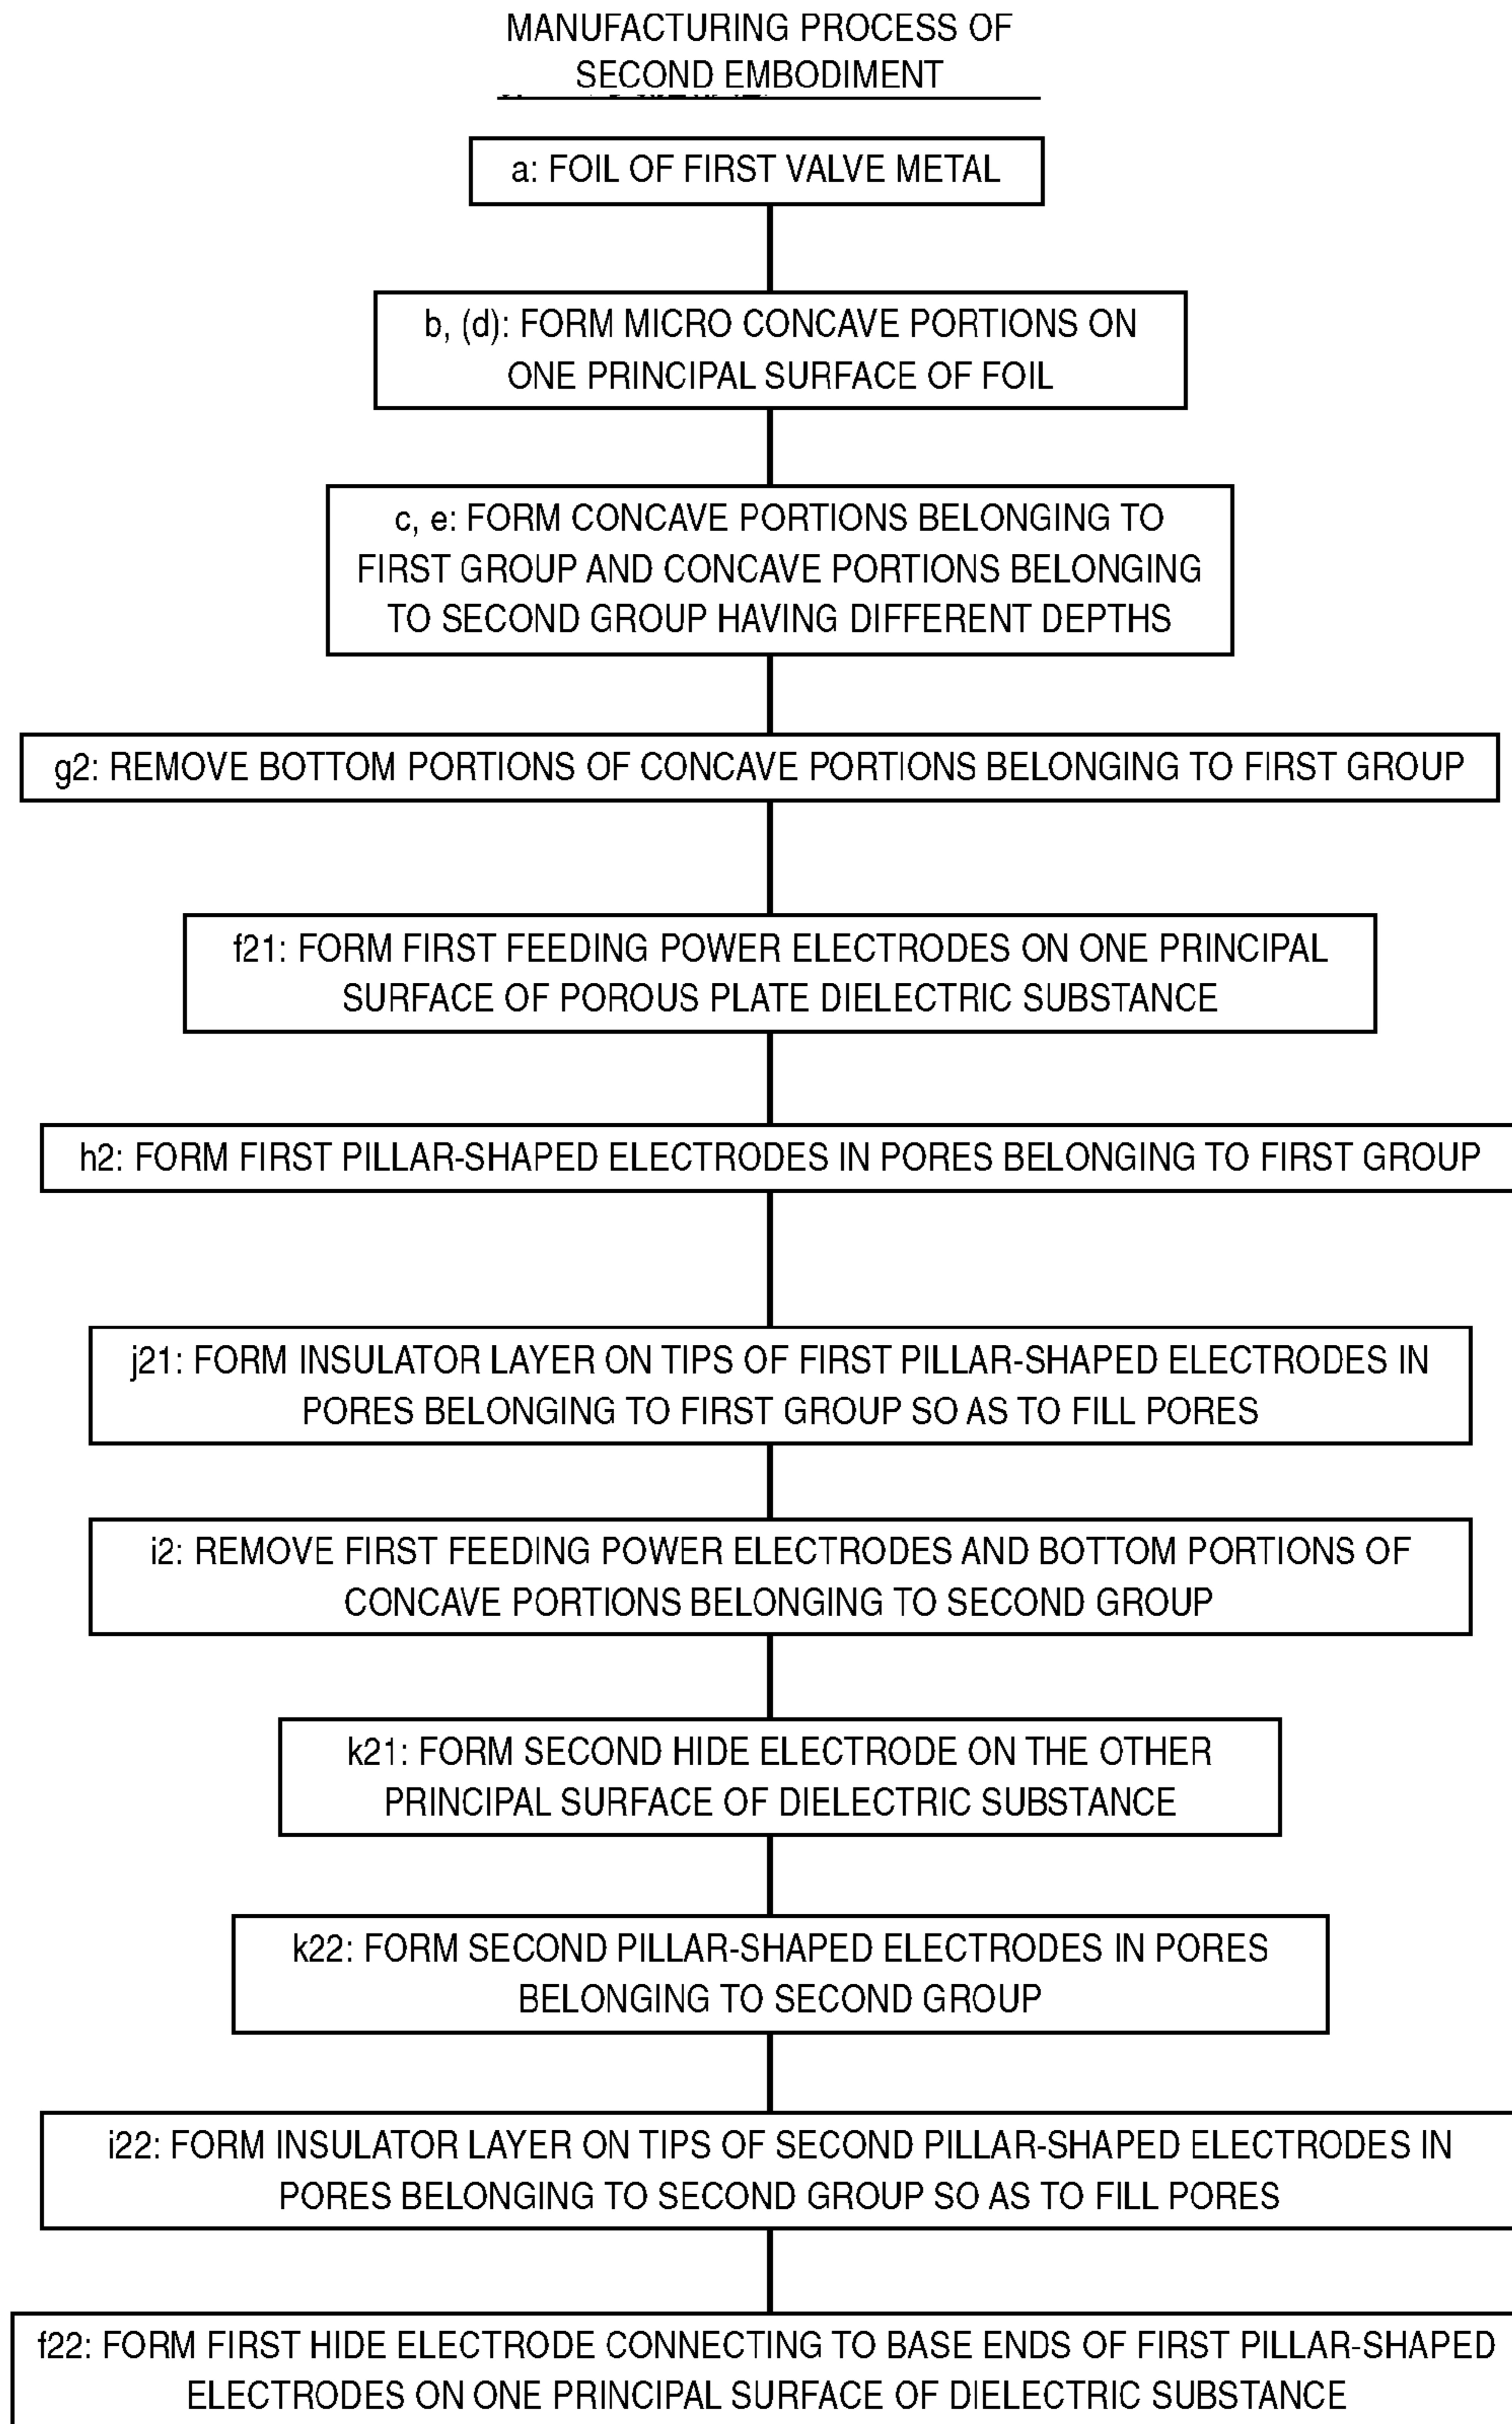 MANUFACTURING PROCESS OF
SECOND EMBODIMENT
a: FOIL OF FIRST VALVE METAL
b, (d): FORM MICRO CONCAVE PORTIONS ON
ONE PRINCIPAL SURFACE OF FOIL
c, e: FORM CONCAVE PORTIONS BELONGING TO
FIRST GROUP AND CONCAVE PORTIONS BELONGING
TO SECOND GROUP HAVING DIFFERENT DEPTHS
g2: REMOVE BOTTOM PORTIONS OF CONCAVE PORTIONS BELONGING TO FIRST GROUP
f21: FORM FIRST FEEDING POWER ELECTRODES ON ONE PRINCIPAL
SURFACE OF POROUS PLATE DIELECTRIC SUBSTANCE
h2: FORM FIRST PILLAR-SHAPED ELECTRODES IN PORES BELONGING TO FIRST GROUP
j21: FORM INSULATOR LAYER ON TIPS OF FIRST PILLAR-SHAPED ELECTRODES IN
PORES BELONGING TO FIRST GROUP SO AS TO FILL PORES
i2: REMOVE FIRST FEEDING POWER ELECTRODES AND BOTTOM PORTIONS OF
CONCAVE PORTIONS BELONGING TO SECOND GROUP
k21: FORM SECOND HIDE ELECTRODE ON THE OTHER
PRINCIPAL SURFACE OF DIELECTRIC SUBSTANCE
k22: FORM SECOND PILLAR-SHAPED ELECTRODES IN PORES
BELONGING TO SECOND GROUP
i22: FORM INSULATOR LAYER ON TIPS OF SECOND PILLAR-SHAPED ELECTRODES IN
PORES BELONGING TO SECOND GROUP SO AS TO FILL PORES
f22: FORM FIRST HIDE ELECTRODE CONNECTING TO BASE ENDS OF FIRST PILLAR-SHAPED
ELECTRODES ON ONE PRINCIPAL SURFACE OF DIELECTRIC SUBSTANCE